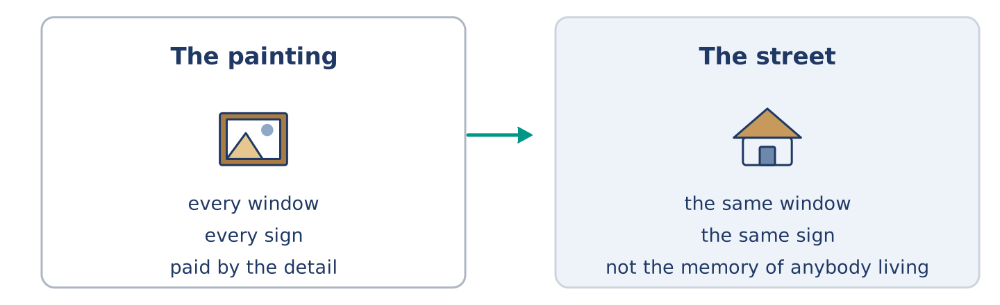 The painting
every window
every sign
paid by the detail
The street
the same window
the same sign
not the memory of anybody living